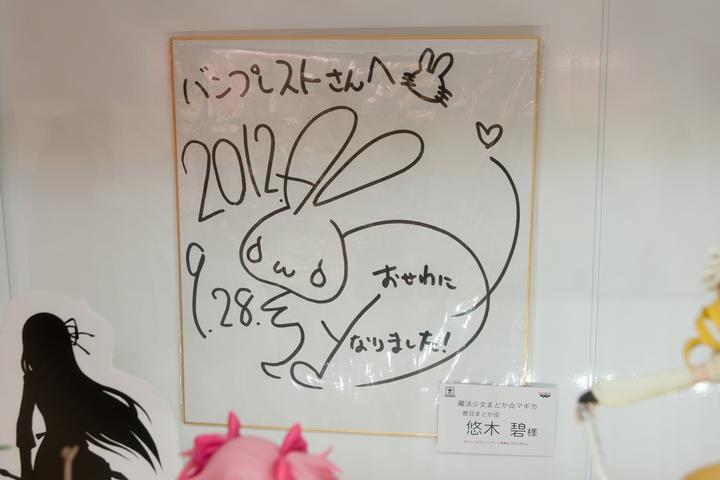 バンプレストさんへ
2012.
9.28.
おせわに
なりました!
魔法少女まどか☆マギカ
鹿目まどか役
悠木 碧様